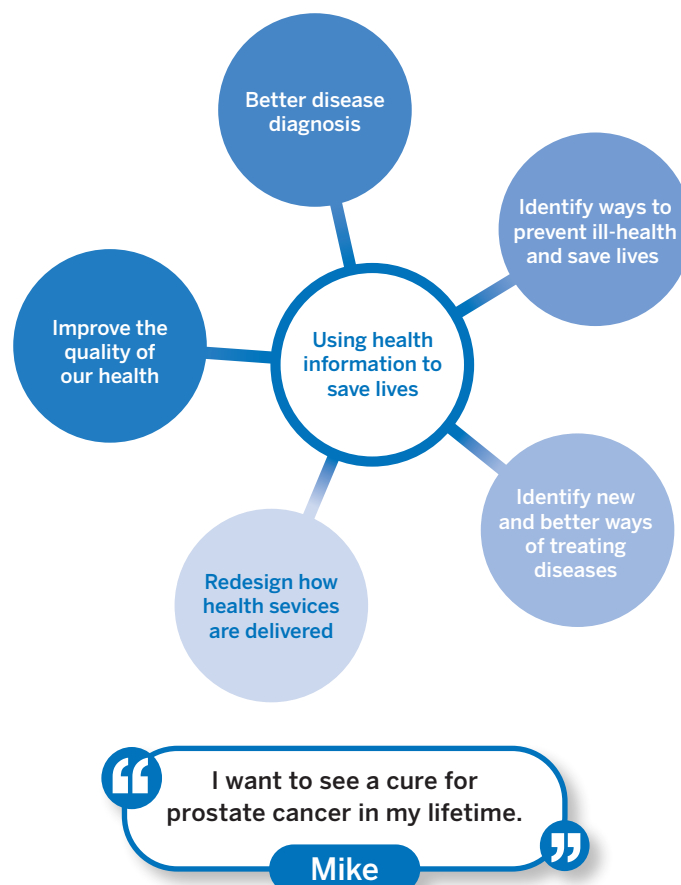 Better disease
diagnosis
Identify ways to
prevent ill-health
and save lives
Improve the
quality of
our health
Using health
information to
save lives
Identify new
and better ways
of treating
diseases
Redesign how
health sevices
are delivered
“
I want to see a cure for
prostate cancer in my lifetime.
”
Mike